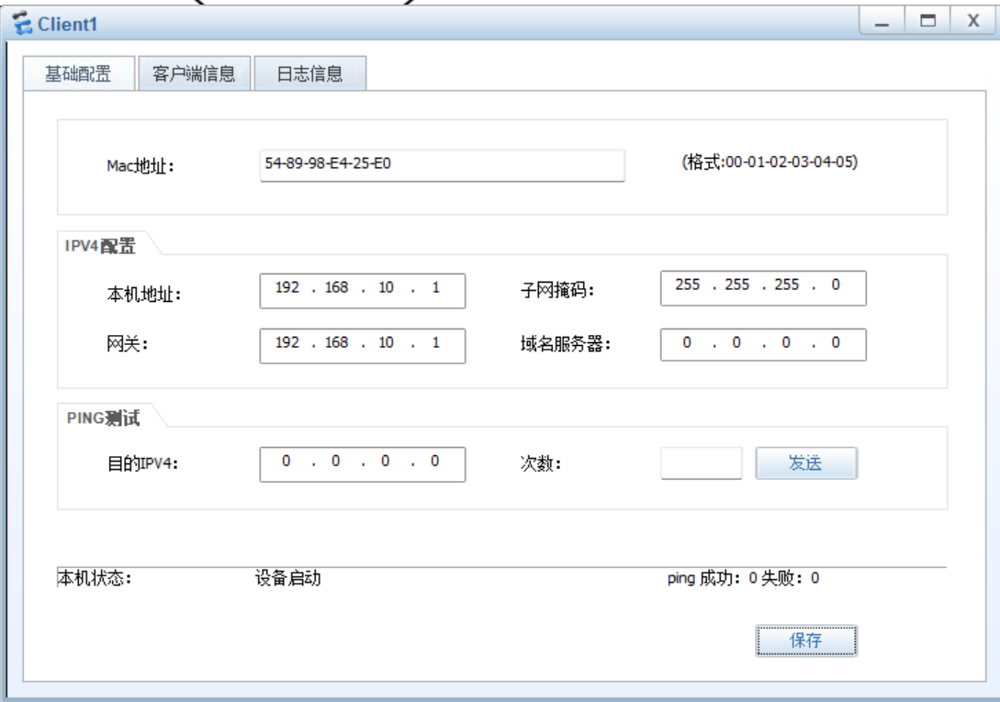 Client1
基础配置 客户端信息 日志信息
Mac地址： 54-89-98-E4-25-E0 (格式:00-01-02-03-04-05)
IPV4配置
本机地址： 192 . 168 . 10 . 1 子网掩码： 255 . 255 . 255 . 0
网关： 192 . 168 . 10 . 1 域名服务器： 0 . 0 . 0 . 0
PING测试
目的IPV4： 0 . 0 . 0 . 0 次数： 发送
本机状态： 设备启动 ping 成功：0 失败：0
保存